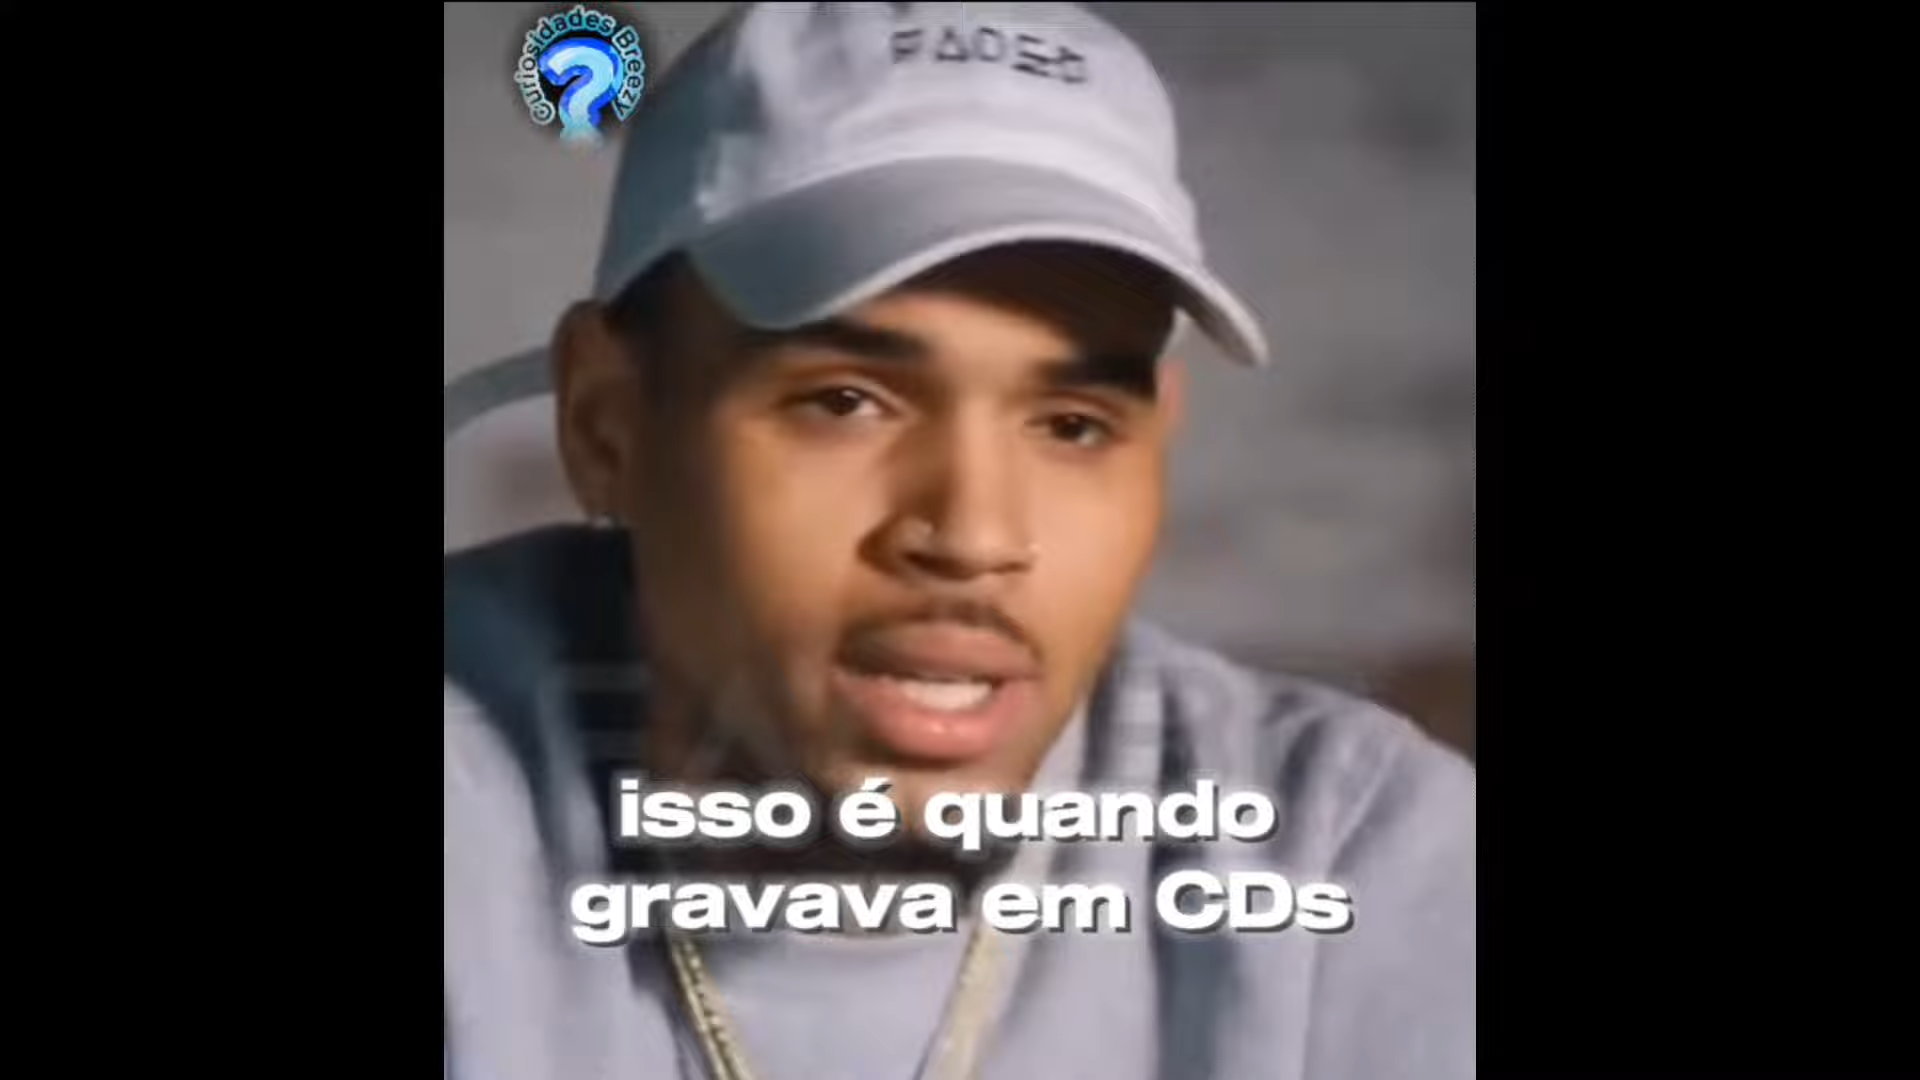 Curiosidades Breezy
?
isso é quando
gravava em CDs